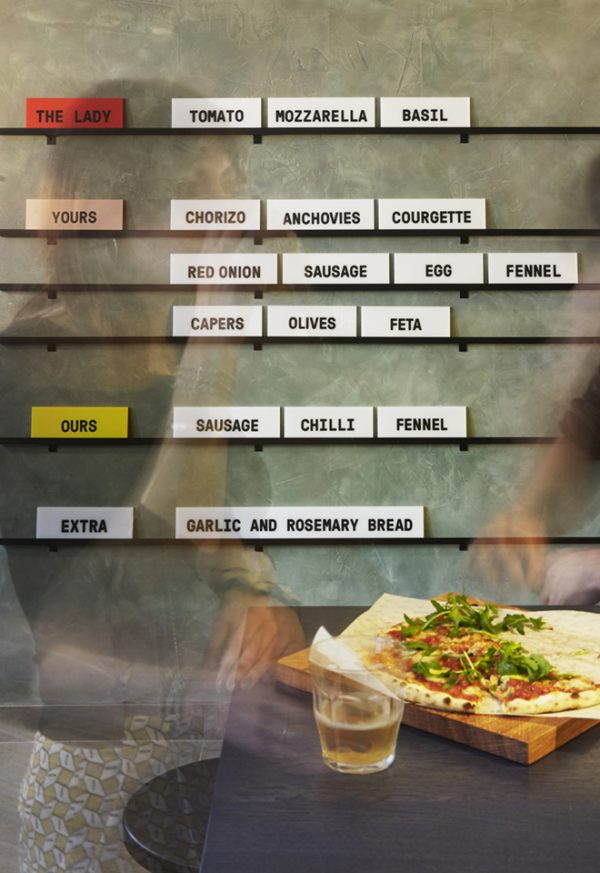 THE LADY TOMATO MOZZARELLA BASIL
YOURS CHORIZO ANCHOVIES COURGETTE
RED ONION SAUSAGE EGG FENNEL
CAPERS OLIVES FETA
OURS SAUSAGE CHILLI FENNEL
EXTRA GARLIC AND ROSEMARY BREAD